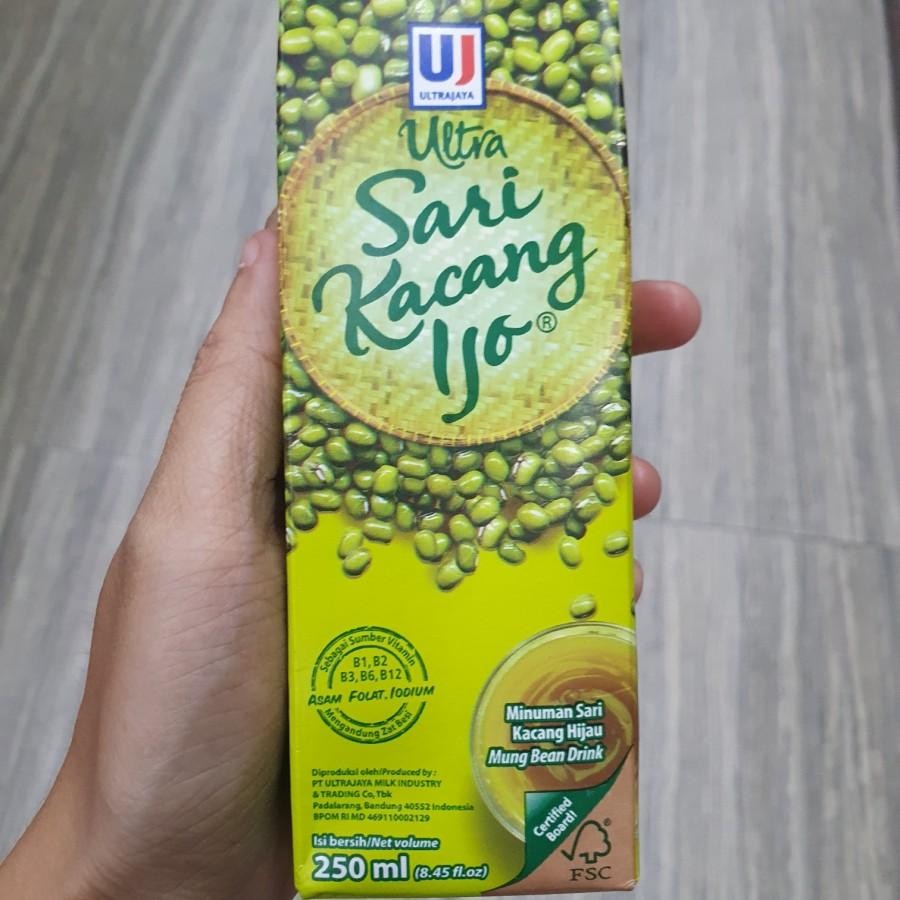 UJ
ULTRAJAYA
Ultra
Sari
Kacang
Ijo®
Sebagai Sumber Vitamin
B1, B2
B3, B6, B12
ASAM FOLAT. IODIUM
Mengandung Zat Besi
Minuman Sari
Kacang Hijau
Mung Bean Drink
Diproduksi oleh/Produced by :
PT ULTRAJAYA MILK INDUSTRY
& TRADING Co, Tbk
Padalarang, Bandung 40552 Indonesia
BPOM RI MD 469110002129
Isi bersih/Net volume
250 ml (8.45 fl.oz)
Certified
Board!
FSC